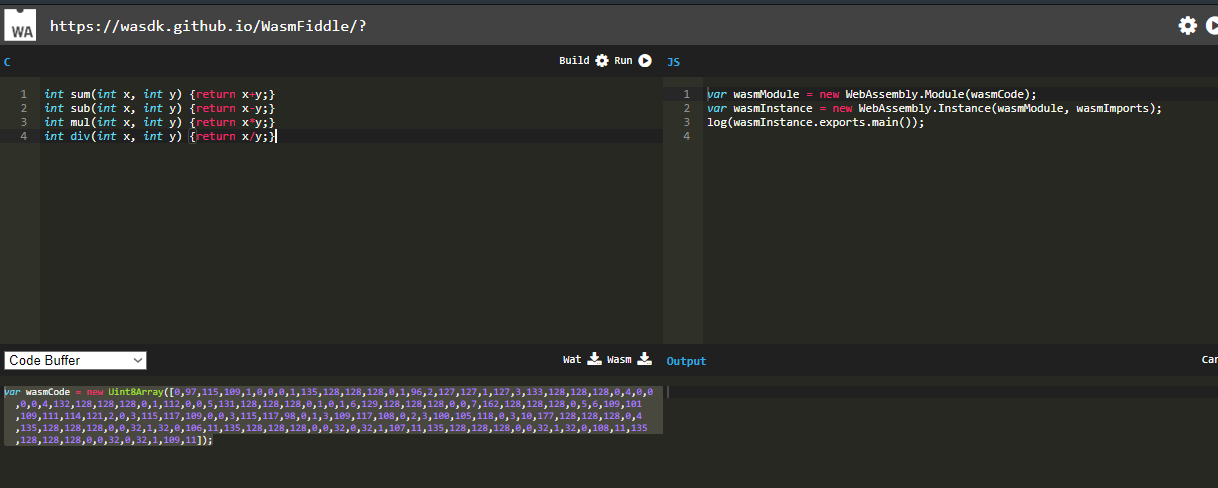 WA
https://wasdk.github.io/WasmFiddle/?
C
Build Run
JS
1 int sum(int x, int y) {return x+y;}
2 int sub(int x, int y) {return x-y;}
3 int mul(int x, int y) {return x*y;}
4 int div(int x, int y) {return x/y;}
1 var wasmModule = new WebAssembly.Module(wasmCode);
2 var wasmInstance = new WebAssembly.Instance(wasmModule, wasmImports);
3 log(wasmInstance.exports.main());
4
Code Buffer
Wat Wasm
Output
Can
var wasmCode = new Uint8Array([0,97,115,109,1,0,0,0,1,135,128,128,128,0,1,96,2,127,127,1,127,3,133,128,128,128,0,4,0,0
,0,0,4,132,128,128,128,0,1,112,0,0,5,131,128,128,128,0,1,0,1,6,129,128,128,128,0,0,7,162,128,128,128,0,5,6,109,101
,109,111,114,121,2,0,3,115,117,109,0,0,3,115,117,98,0,1,3,109,117,108,0,2,3,100,105,118,0,3,10,177,128,128,128,0,4
,135,128,128,128,0,0,32,1,32,0,106,11,135,128,128,128,0,0,32,0,32,1,107,11,135,128,128,128,0,0,32,1,32,0,108,11,135
,128,128,128,0,0,32,0,32,1,109,11]);